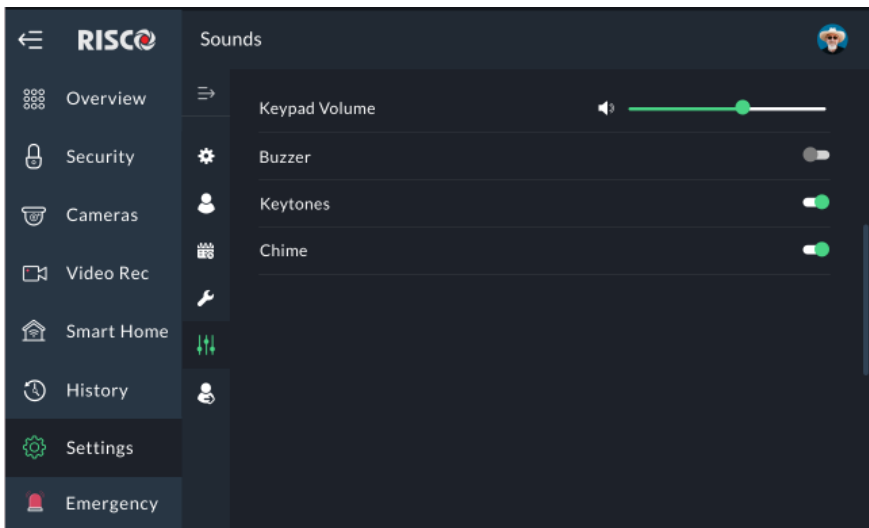 RISCO
Sounds
Overview
Security
Cameras
Video Rec
Smart Home
History
Settings
Emergency
Keypad Volume
Buzzer
Keytones
Chime